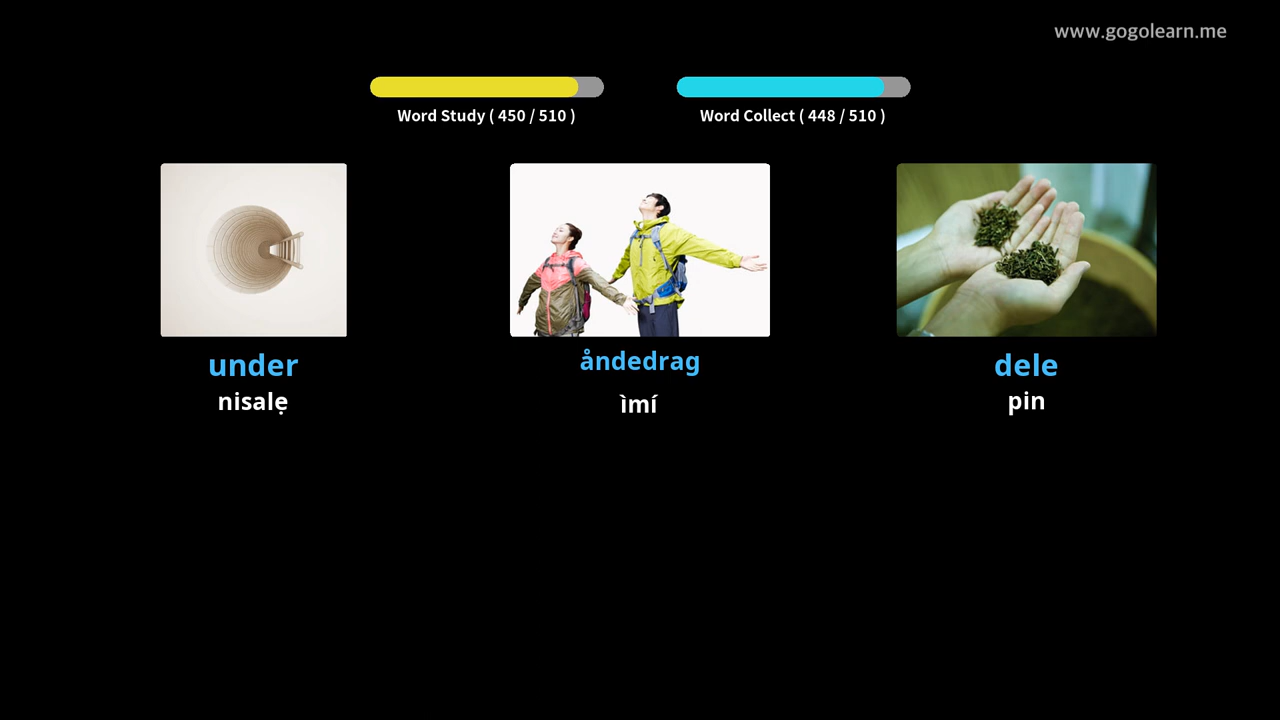 www.gogolearn.me
Word Study ( 450 / 510 )
Word Collect ( 448 / 510 )
under
nisalẹ
åndedrag
ìmí
dele
pin